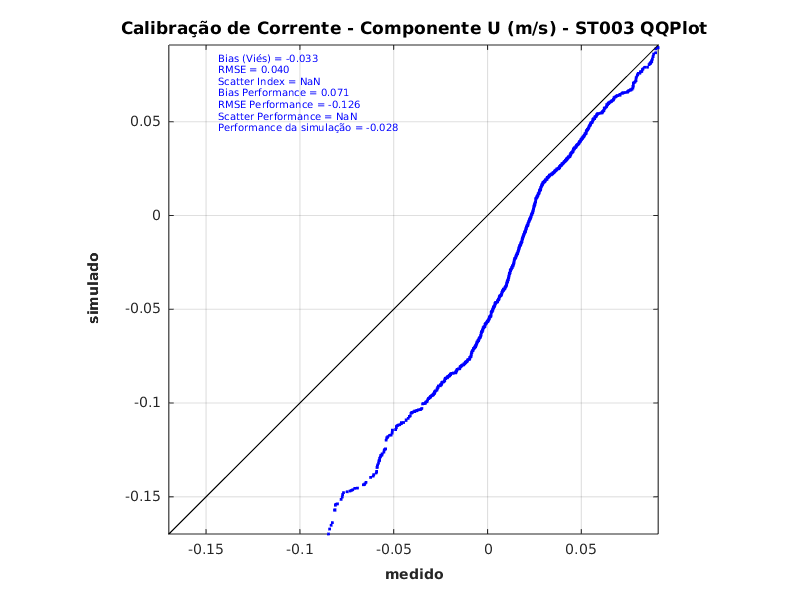 Calibração de Corrente - Componente U (m/s) - ST003 QQPlot
Bias (Viés) = -0.033
RMSE = 0.040
Scatter Index = NaN
Bias Performance = 0.071
RMSE Performance = -0.126
Scatter Performance = NaN
Performance da simulação = -0.028
0.05
0
-0.05
-0.1
-0.15
simulado
-0.15
-0.1
-0.05
0
0.05
medido